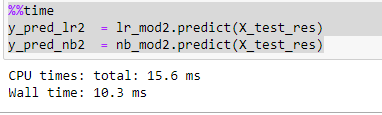 %%time
y_pred_lr2  = lr_mod2.predict(X_test_res)
y_pred_nb2  = nb_mod2.predict(X_test_res)
CPU times: total: 15.6 ms
Wall time: 10.3 ms